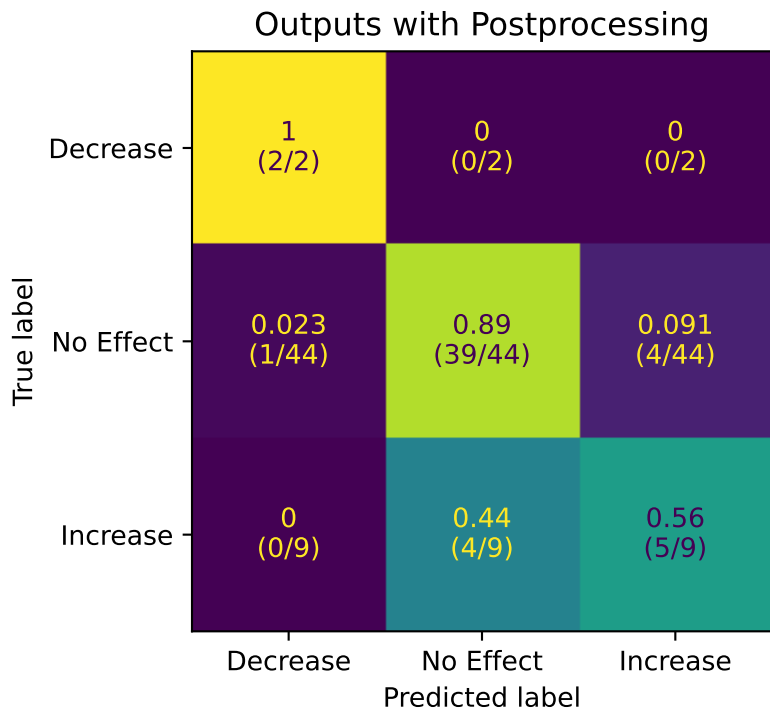 Outputs with Postprocessing
True label
Decrease
1
(2/2)
0
(0/2)
0
(0/2)
No Effect
0.023
(1/44)
0.89
(39/44)
0.091
(4/44)
Increase
0
(0/9)
0.44
(4/9)
0.56
(5/9)
Decrease
No Effect
Increase
Predicted label